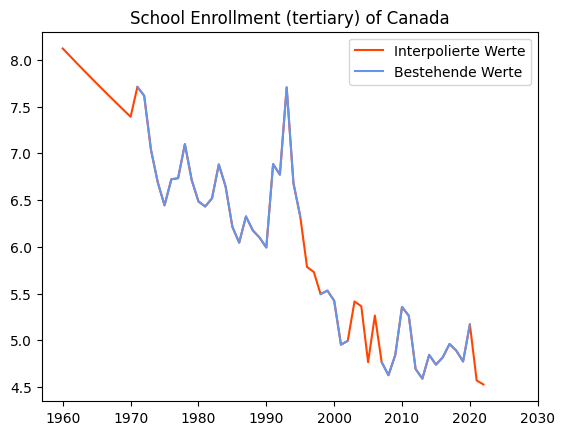 School Enrollment (tertiary) of Canada
Interpolierte Werte
Bestehende Werte
8.0
7.5
7.0
6.5
6.0
5.5
5.0
4.5
1960 1970 1980 1990 2000 2010 2020 2030